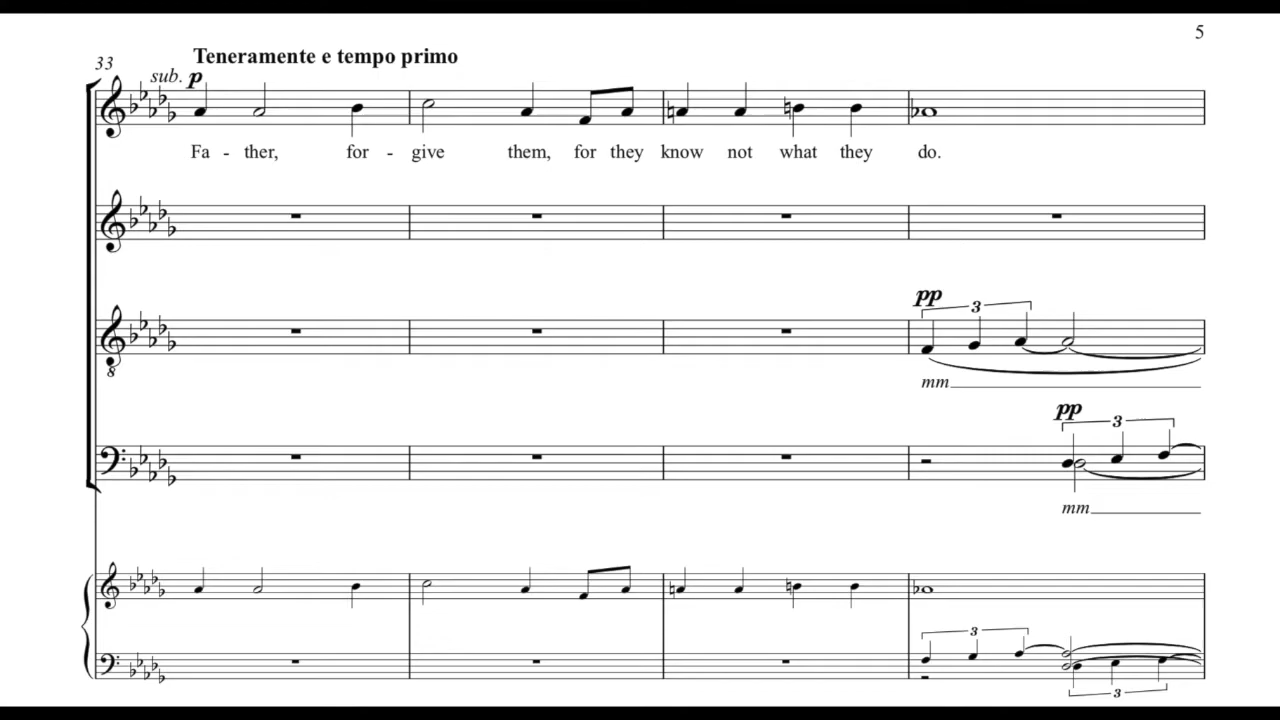 5
33
Teneramente e tempo primo
sub. p
Fa - ther, for - give them, for they know not what they do.
pp
3
8
mm
pp
3
mm
3
3